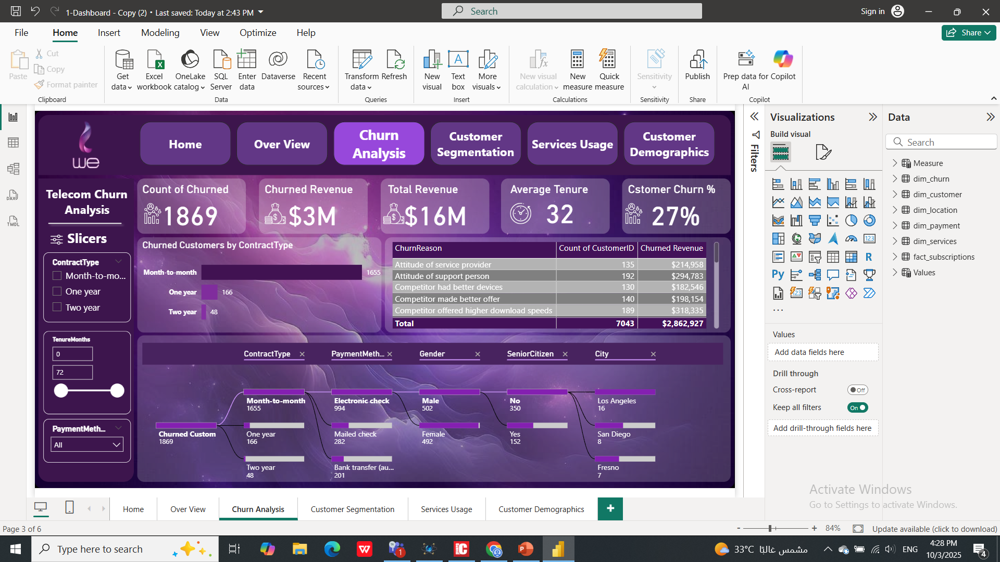 1-Dashboard - Copy (2) • Last saved: Today at 2:43 PM
Search
Sign in
File
Home
Insert
Modeling
View
Optimize
Help
Share
Paste
Cut
Copy
Format painter
Clipboard
Get data
Excel workbook
OneLake catalog
SQL Server
Enter data
Dataverse
Recent sources
Data
Transform data
Refresh
Queries
New visual
Text box
More visuals
Insert
New visual calculation
New measure
Quick measure
Calculations
Sensitivity
Sensitivity
Publish
Share
Prep data for AI
Copilot
Copilot
we
Home
Over View
Churn Analysis
Customer Segmentation
Services Usage
Customer Demographics
Telecom Churn Analysis
Slicers
ContractType
Month-to-mo...
One year
Two year
TenureMonths
0
72
PaymentMeth...
All
Count of Churned
1869
Churned Revenue
$3M
Total Revenue
$16M
Average Tenure
32
Cstomer Churn %
27%
Churned Customers by ContractType
Month-to-month 1655
One year 166
Two year 48
ChurnReason Count of CustomerID Churned Revenue
Attitude of service provider 135 $214,958
Attitude of support person 192 $294,783
Competitor had better devices 130 $182,546
Competitor made better offer 140 $198,154
Competitor offered higher download speeds 189 $318,335
Total 7043 $2,862,927
ContractType
PaymentMeth...
Gender
SeniorCitizen
City
Churned Custom
1869
Month-to-month
1655
One year
166
Two year
48
Electronic check
994
Mailed check
282
Bank transfer (au...
201
Male
502
Female
492
No
350
Yes
152
Los Angeles
16
San Diego
8
Fresno
7
Filters
Visualizations
Build visual
Values
Add data fields here
Drill through
Cross-report
Off
Keep all filters
On
Add drill-through fields here
Data
Search
Measure
dim_churn
dim_customer
dim_location
dim_payment
dim_services
fact_subscriptions
Values
Activate Windows
Go to Settings to activate Windows.
Home
Over View
Churn Analysis
Customer Segmentation
Services Usage
Customer Demographics
Page 3 of 6
84%
Update available (click to download)
Type here to search
33°C
مشمس غالبًا
ENG
4:28 PM
10/3/2025
4